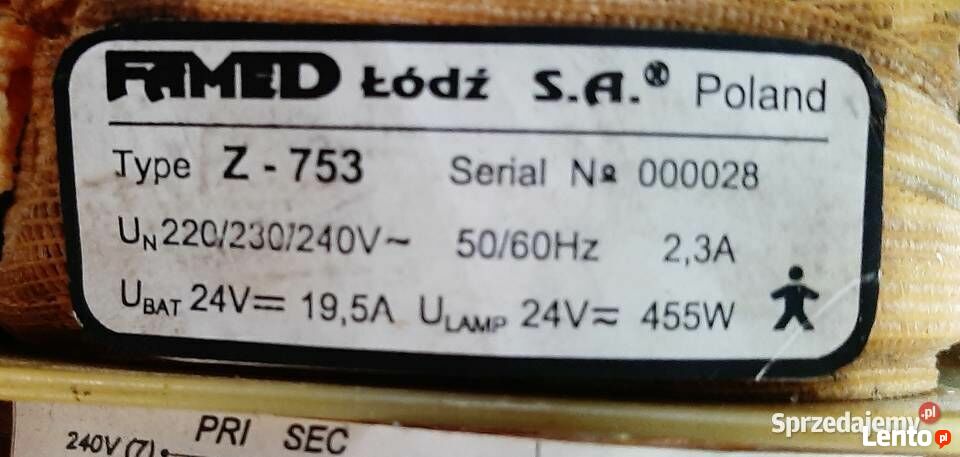 FAMED Łódź S.A.® Poland
Type Z - 753 Serial № 000028
UN 220/230/240V~ 50/60Hz 2,3A
UBAT 24V⎓ 19,5A ULAMP 24V≂ 455W
240V (7) PRI SEC
Sprzedajemy.pl
Lento.pl